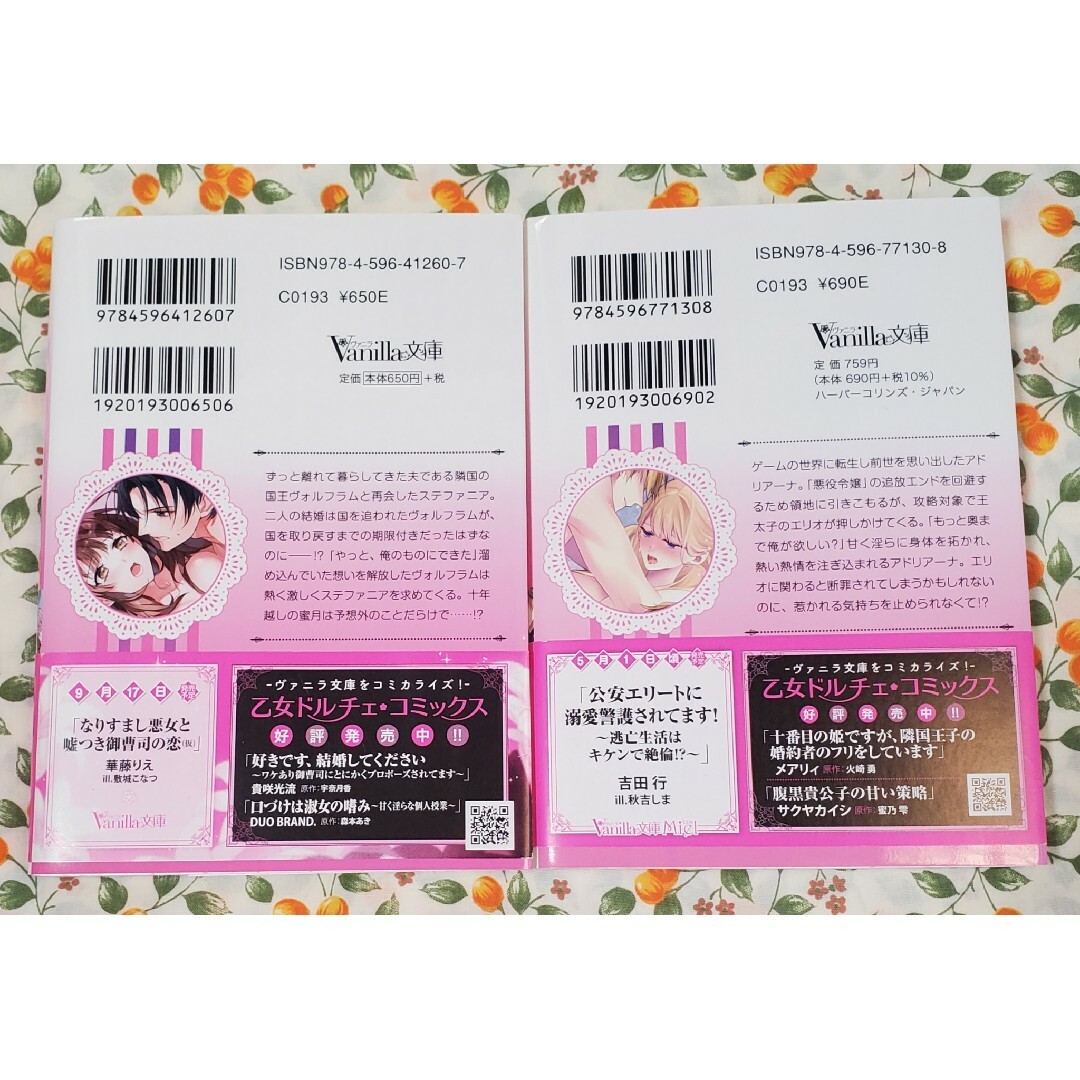 ISBN978-4-596-41260-7
C0193 ¥650E
9784596412607
ヴァニラ
Vanilla文庫
定価 本体650円+税
1920193006506
ずっと離れて暮らしてきた夫である隣国の
国王ヴォルフラムと再会したステファニア。
二人の結婚は国を追われたヴォルフラムが、
国を取り戻すまでの期限付きだったはずな
のに――!?「やっと、俺のものにできた」溜
め込んでいた想いを解放したヴォルフラムは
熱く激しくステファニアを求めてくる。十年
越しの蜜月は予想外のことだらけで……!?
9月17日発売予定
「なりすまし悪女と
嘘つき御曹司の恋(仮)」
華藤りえ
ill.敷城こなつ
Vanilla文庫
-ヴァニラ文庫をコミカライズ!-
乙女ドルチェ・コミックス
好評発売中!!
「好きです、結婚してください
~ワケあり御曹司にとにかくプロポーズされてます~」
貴咲光流 原作:宇奈月香
「口づけは淑女の嗜み~甘く淫らな個人授業~」
DUO BRAND. 原作:森本あき
ISBN978-4-596-77130-8
C0193 ¥690E
9784596771308
ヴァニラ
Vanilla文庫
定価 759円
(本体 690円+税10%)
ハーパーコリンズ・ジャパン
1920193006902
ゲームの世界に転生し前世を思い出したアド
リアーナ。「悪役令嬢」の追放エンドを回避す
るため領地に引きこもるが、攻略対象で王
太子のエリオが押しかけてくる。「もっと奥ま
で俺が欲しい?」甘く淫らに身体を拓かれ、
熱い熱情を注ぎ込まれるアドリアーナ。エリ
オに関わると断罪されてしまうかもしれない
のに、惹かれる気持ちを止められなくて!?
5月1日頃発売予定
「公安エリートに
溺愛警護されてます!
~逃亡生活は
キケンで絶倫!?~」
吉田 行
ill.秋吉しま
Vanilla文庫 Miel
-ヴァニラ文庫をコミカライズ!-
乙女ドルチェ・コミックス
好評発売中!!
「十番目の姫ですが、隣国王子の
婚約者のフリをしています」
メアリィ 原作:火崎 勇
「腹黒貴公子の甘い策略」
サクヤカイシ 原作:蜜乃 雫